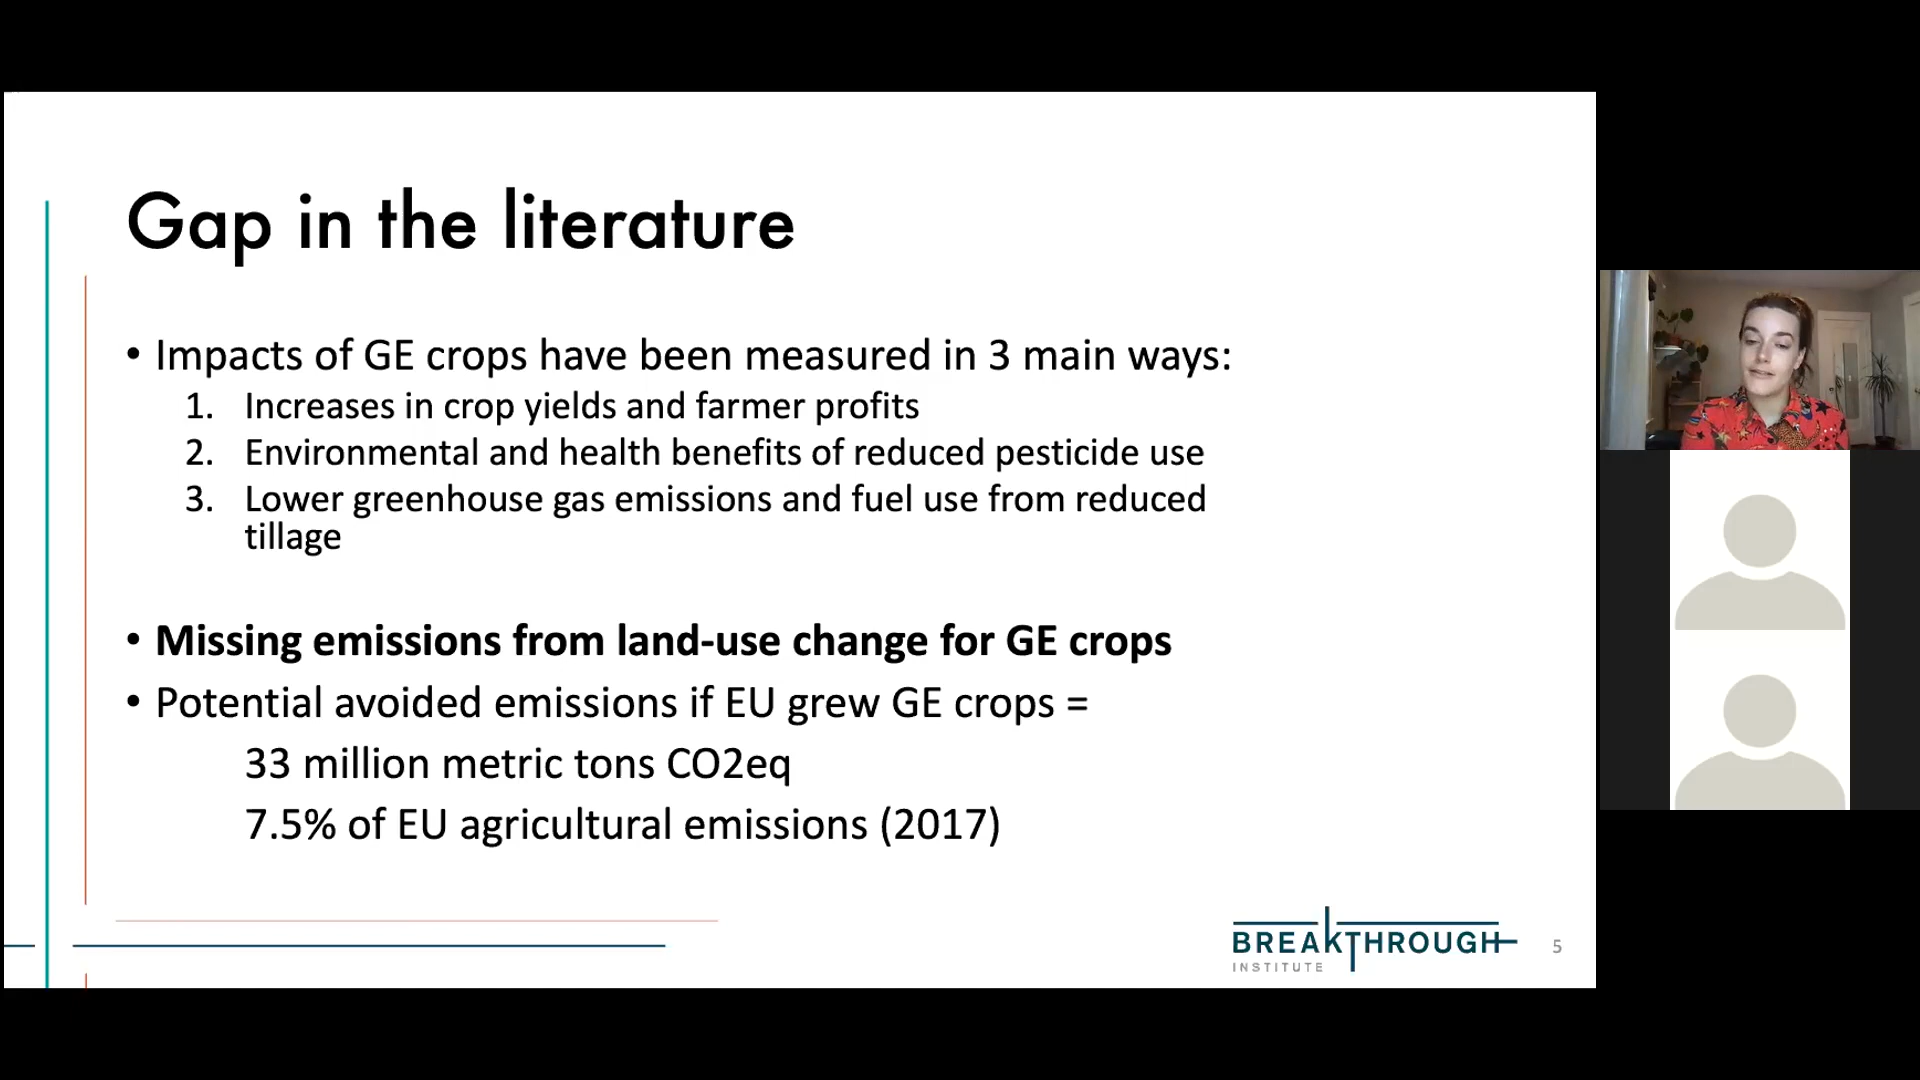 Gap in the literature
• Impacts of GE crops have been measured in 3 main ways:
1. Increases in crop yields and farmer profits
2. Environmental and health benefits of reduced pesticide use
3. Lower greenhouse gas emissions and fuel use from reduced
tillage
• Missing emissions from land-use change for GE crops
• Potential avoided emissions if EU grew GE crops =
33 million metric tons CO2eq
7.5% of EU agricultural emissions (2017)
BREAKTHROUGH
INSTITUTE
5